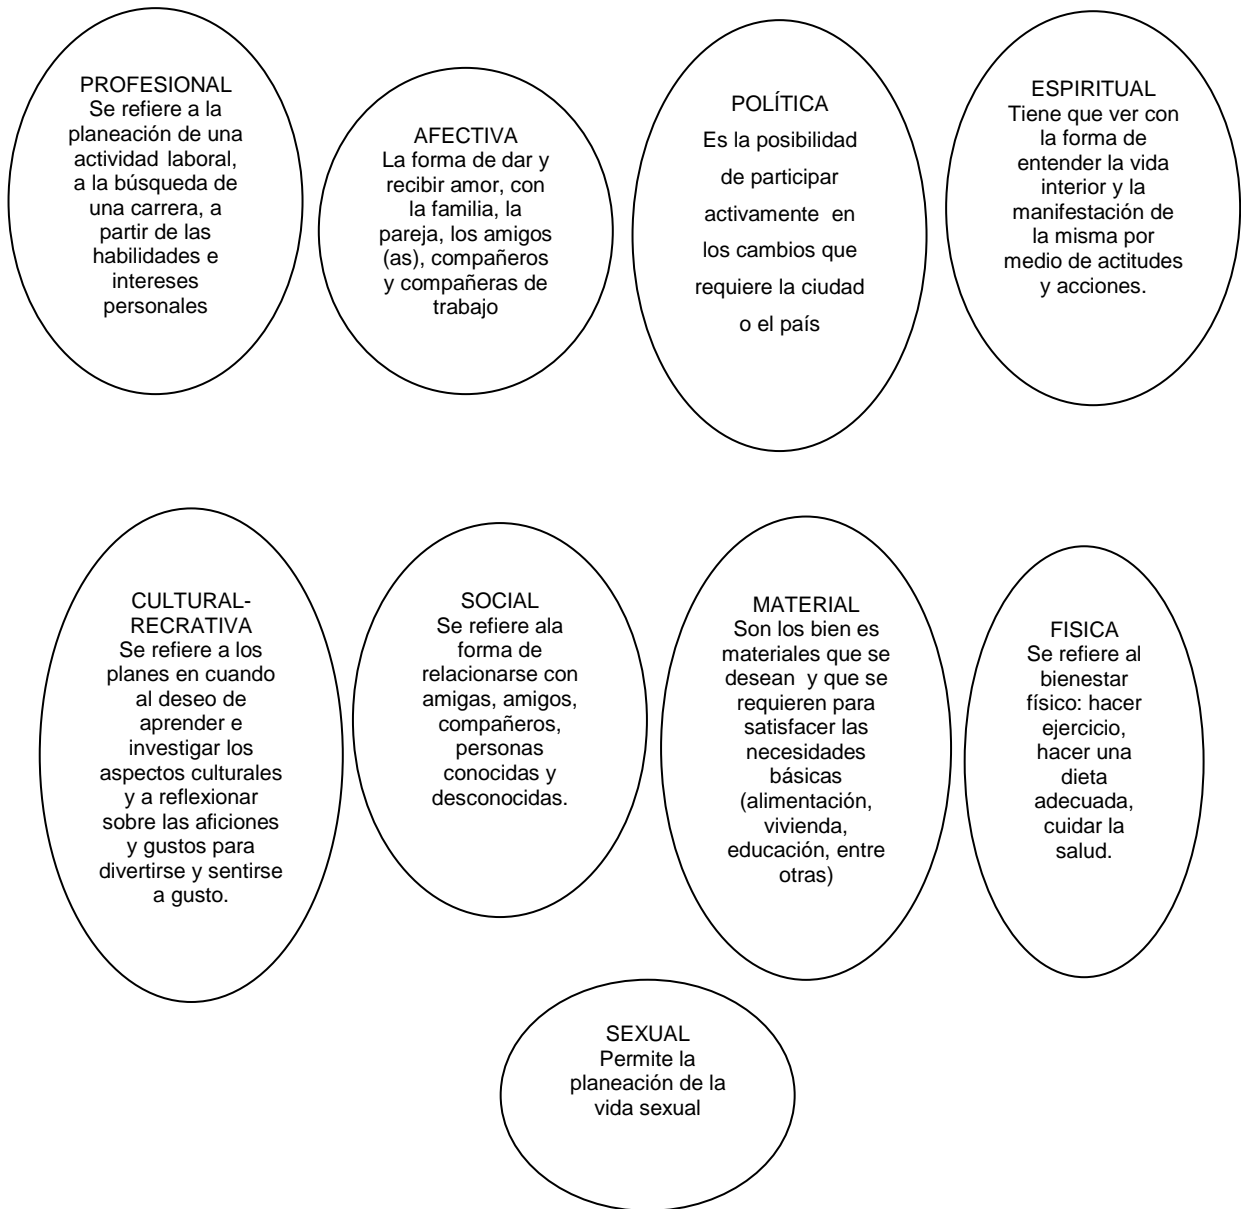 PROFESIONAL
Se refiere a la
planeación de una
actividad laboral,
a la búsqueda de
una carrera, a
partir de las
habilidades e
intereses
personales
AFECTIVA
La forma de dar y
recibir amor, con
la familia, la
pareja, los amigos
(as), compañeros
y compañeras de
trabajo
POLÍTICA
Es la posibilidad
de participar
activamente en
los cambios que
requiere la ciudad
o el país
ESPIRITUAL
Tiene que ver con
la forma de
entender la vida
interior y la
manifestación de
la misma por
medio de actitudes
y acciones.
CULTURAL-
RECRATIVA
Se refiere a los
planes en cuando
al deseo de
aprender e
investigar los
aspectos culturales
y a reflexionar
sobre las aficiones
y gustos para
divertirse y sentirse
a gusto.
SOCIAL
Se refiere ala
forma de
relacionarse con
amigas, amigos,
compañeros,
personas
conocidas y
desconocidas.
MATERIAL
Son los bien es
materiales que se
desean y que se
requieren para
satisfacer las
necesidades
básicas
(alimentación,
vivienda,
educación, entre
otras)
FISICA
Se refiere al
bienestar
físico: hacer
ejercicio,
hacer una
dieta
adecuada,
cuidar la
salud.
SEXUAL
Permite la
planeación de la
vida sexual